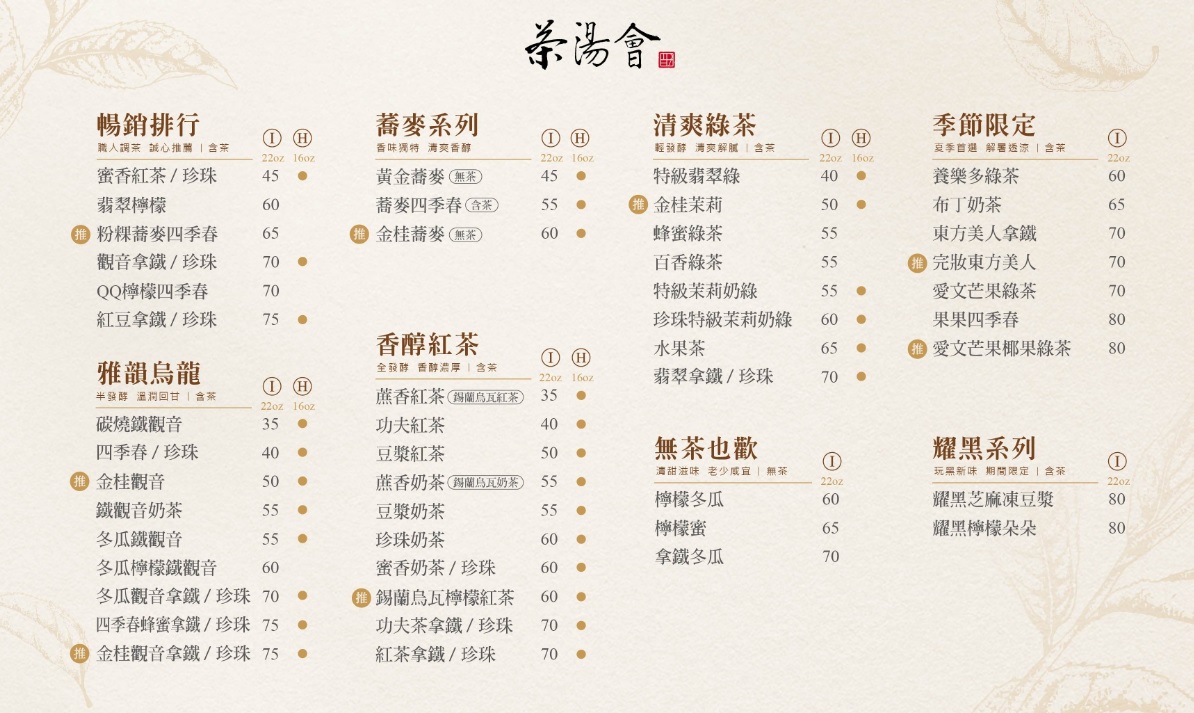 茶湯會
暢銷排行 Ⓘ Ⓗ
職人調茶 誠心推薦 | 含茶 22oz 16oz
蜜香紅茶 / 珍珠 45 ●
翡翠檸檬 60
推 粉粿蕎麥四季春 65
觀音拿鐵 / 珍珠 70 ●
QQ檸檬四季春 70
紅豆拿鐵 / 珍珠 75 ●
雅韻烏龍 Ⓘ Ⓗ
半發酵 溫潤回甘 | 含茶 22oz 16oz
碳燒鐵觀音 35 ●
四季春 / 珍珠 40 ●
推 金桂觀音 50 ●
鐵觀音奶茶 55 ●
冬瓜鐵觀音 55 ●
冬瓜檸檬鐵觀音 60
冬瓜觀音拿鐵 / 珍珠 70 ●
四季春蜂蜜拿鐵 / 珍珠 75 ●
推 金桂觀音拿鐵 / 珍珠 75 ●
蕎麥系列 Ⓘ Ⓗ
香味獨特 清爽香醇 22oz 16oz
黃金蕎麥 無茶 45 ●
蕎麥四季春 含茶 55 ●
推 金桂蕎麥 無茶 60 ●
香醇紅茶 Ⓘ Ⓗ
全發酵 香醇濃厚 | 含茶 22oz 16oz
蔗香紅茶 錫蘭烏瓦紅茶 35 ●
功夫紅茶 40 ●
豆漿紅茶 50 ●
蔗香奶茶 錫蘭烏瓦奶茶 55 ●
豆漿奶茶 55 ●
珍珠奶茶 60 ●
蜜香奶茶 / 珍珠 60 ●
推 錫蘭烏瓦檸檬紅茶 60 ●
功夫茶拿鐵 / 珍珠 70 ●
紅茶拿鐵 / 珍珠 70 ●
清爽綠茶 Ⓘ Ⓗ
輕發酵 清爽解膩 | 含茶 22oz 16oz
特級翡翠綠 40 ●
推 金桂茉莉 50 ●
蜂蜜綠茶 55
百香綠茶 55
特級茉莉奶綠 55 ●
珍珠特級茉莉奶綠 60 ●
水果茶 65 ●
翡翠拿鐵 / 珍珠 70 ●
無茶也歡 Ⓘ
清甜滋味 老少咸宜 | 無茶 22oz
檸檬冬瓜 60
檸檬蜜 65
拿鐵冬瓜 70
季節限定 Ⓘ
夏季首選 解暑透涼 | 含茶 22oz
養樂多綠茶 60
布丁奶茶 65
東方美人拿鐵 70
推 完妝東方美人 70
愛文芒果綠茶 70
果果四季春 80
推 愛文芒果椰果綠茶 80
耀黑系列 Ⓘ
玩黑新味 期間限定 | 含茶 22oz
耀黑芝麻凍豆漿 80
耀黑檸檬朵朵 80